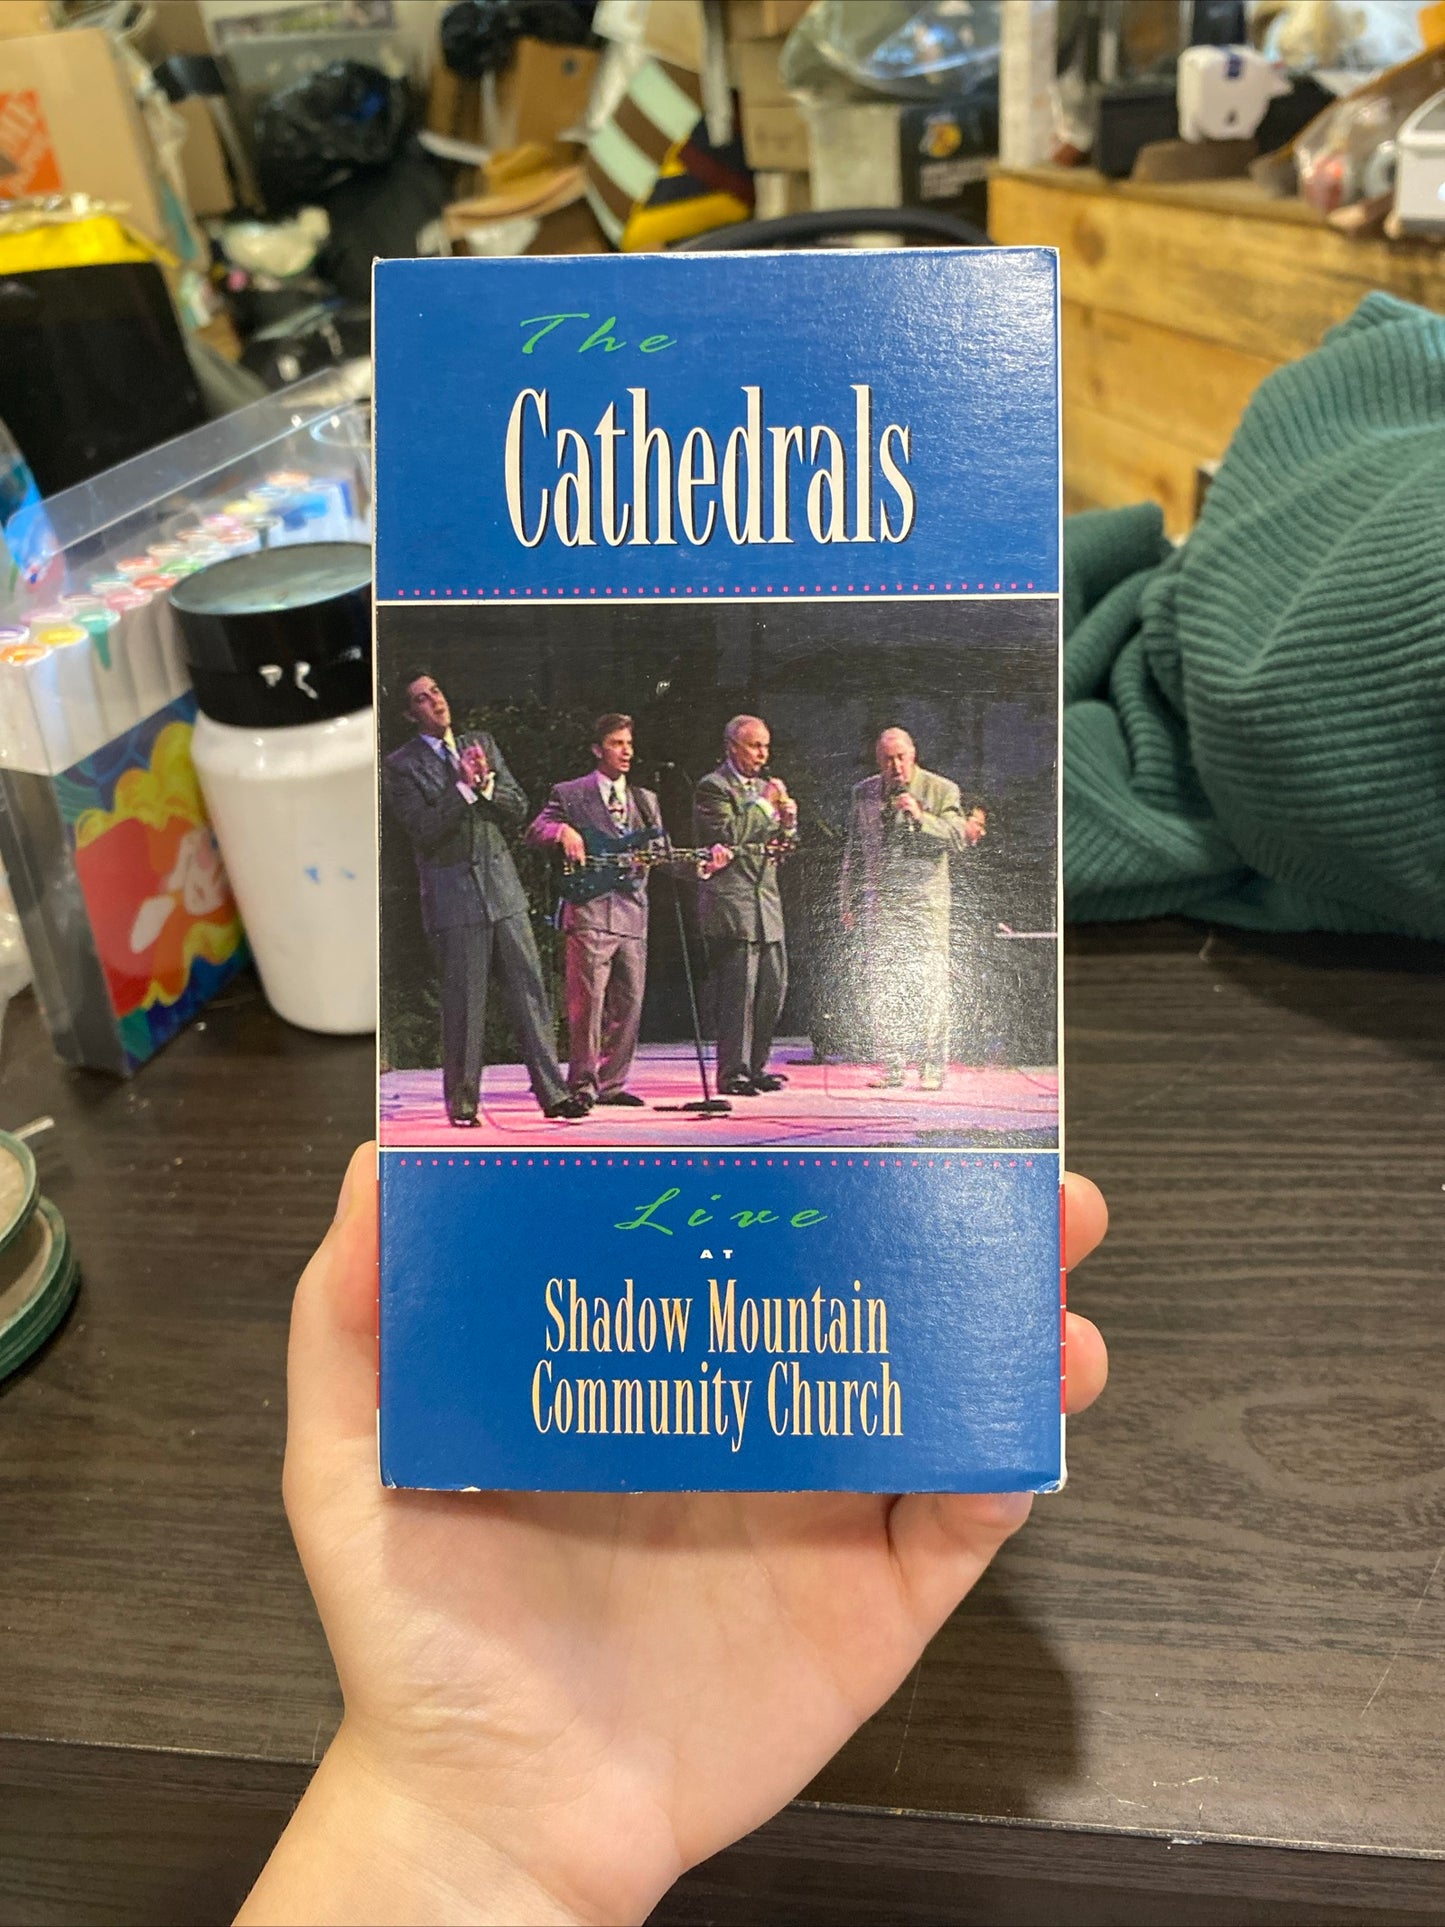 The
Cathedrals
Live
AT
Shadow Mountain
Community Church